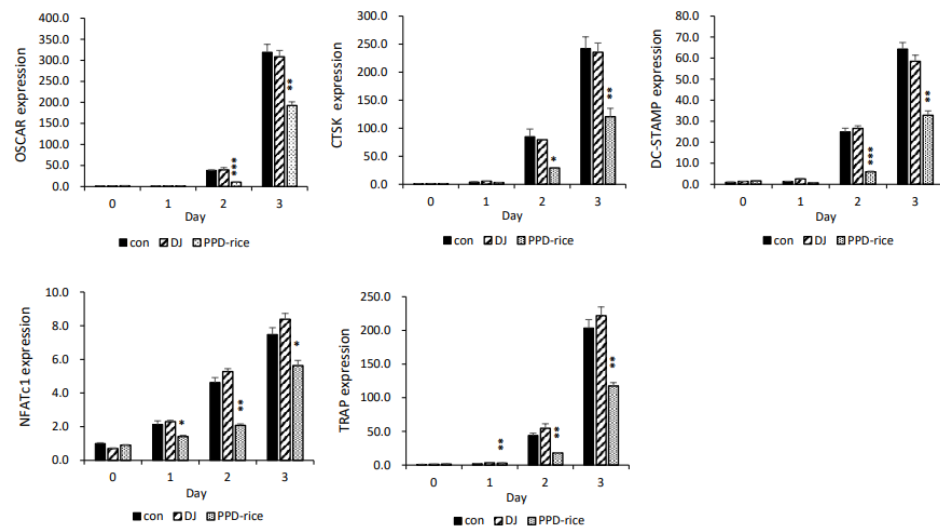 OSCAR expression
400.0
350.0
300.0
250.0
200.0
150.0
100.0
50.0
0.0
***
**
0 1 2 3
Day
con DJ PPD-rice
CTSK expression
300.0
250.0
200.0
150.0
100.0
50.0
0.0
*
**
0 1 2 3
Day
con DJ PPD-rice
DC-STAMP expression
80.0
70.0
60.0
50.0
40.0
30.0
20.0
10.0
0.0
***
**
0 1 2 3
Day
con DJ PPD-rice
NFATc1 expression
10.0
8.0
6.0
4.0
2.0
0.0
*
**
*
0 1 2 3
Day
con DJ PPD-rice
TRAP expression
250.0
200.0
150.0
100.0
50.0
0.0
**
**
**
0 1 2 3
Day
con DJ PPD-rice